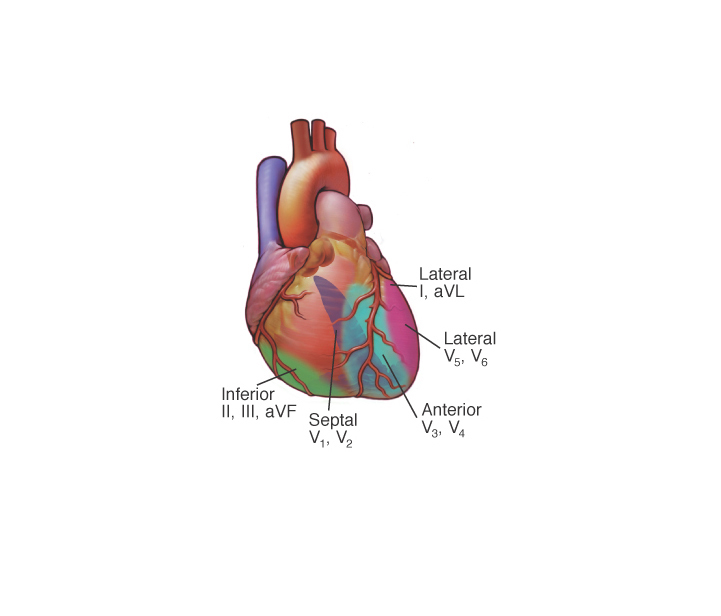 Lateral
I, aVL
Lateral
V₅, V₆
Inferior
II, III, aVF
Septal
V₁, V₂
Anterior
V₃, V₄